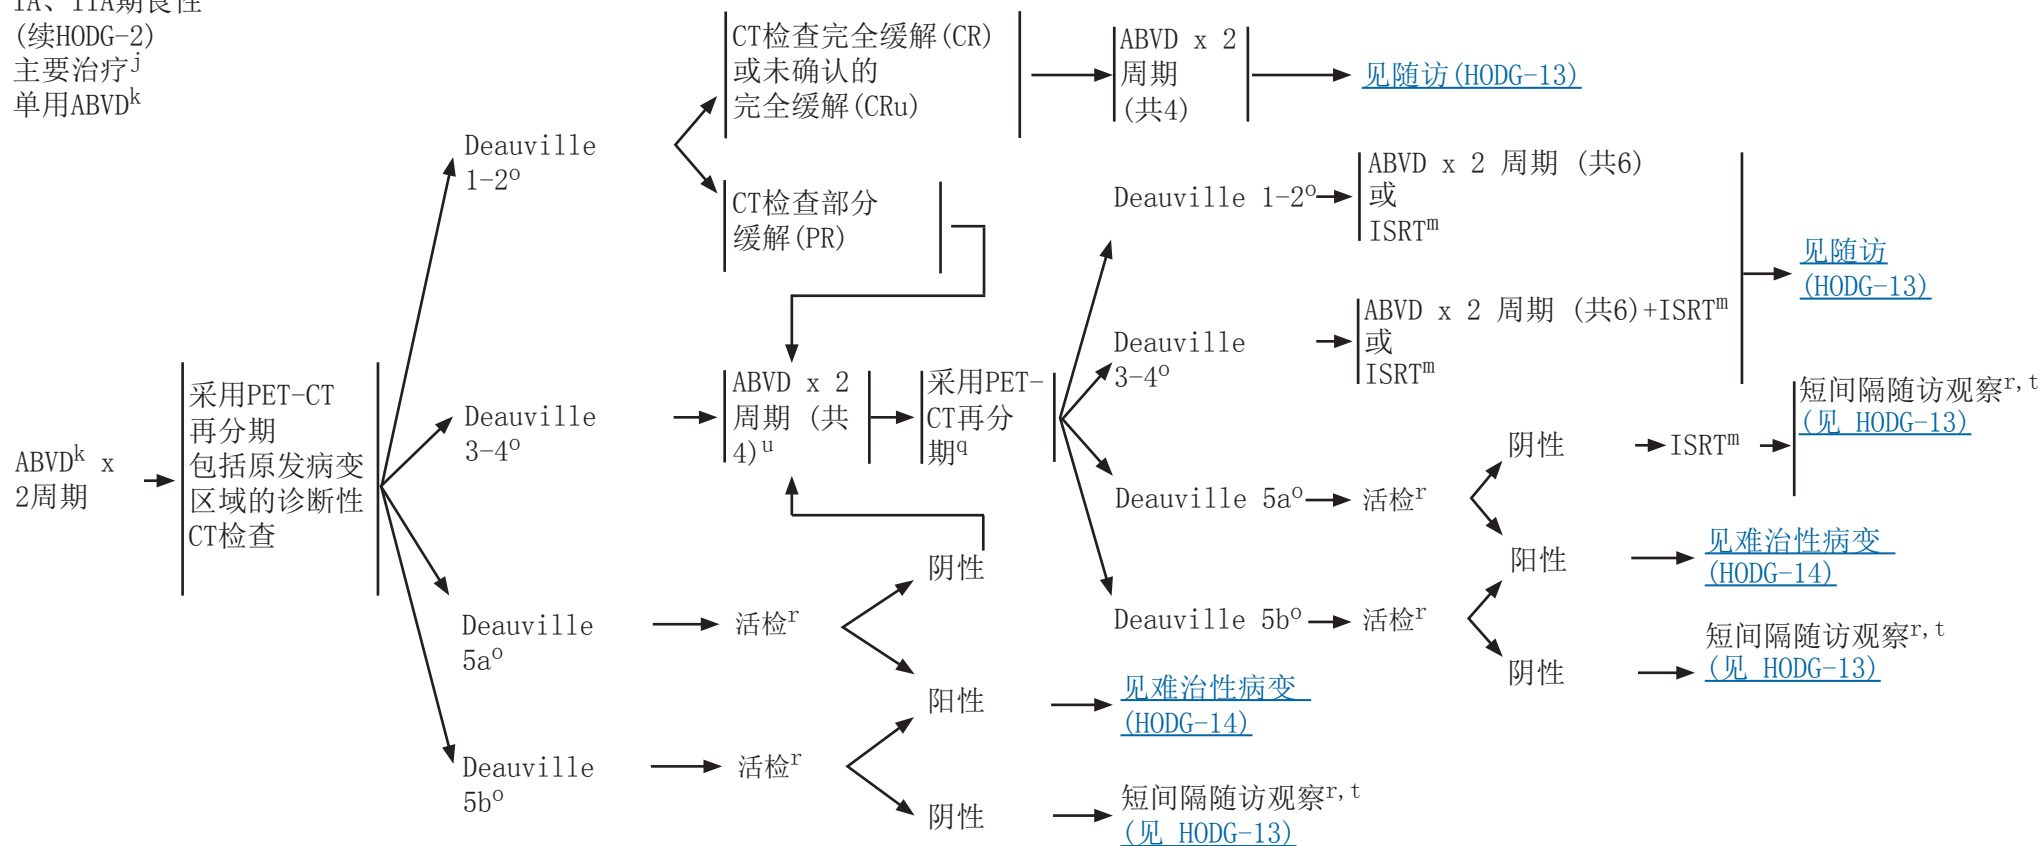 IA、IIA期良性
(续HODG-2)
主要治疗j
单用ABVDk
ABVDk x
2周期
采用PET-CT
再分期
包括原发病变
区域的诊断性
CT检查
Deauville
1-2o
CT检查完全缓解(CR)
或未确认的
完全缓解(CRu)
ABVD x 2
周期
(共4)
见随访(HODG-13)
CT检查部分
缓解(PR)
Deauville
3-4o
ABVD x 2
周期 (共
4)u
采用PET-
CT再分
期q
Deauville 1-2o
ABVD x 2 周期 (共6)
或
ISRTm
Deauville
3-4o
ABVD x 2 周期 (共6)+ISRTm
或
ISRTm
见随访
(HODG-13)
Deauville 5ao
活检r
阴性
ISRTm
短间隔随访观察r,t
(见 HODG-13)
阳性
见难治性病变
(HODG-14)
Deauville 5bo
活检r
阴性
短间隔随访观察r,t
(见 HODG-13)
Deauville
5ao
活检r
阴性
阳性
见难治性病变
(HODG-14)
Deauville
5bo
活检r
阴性
短间隔随访观察r,t
(见 HODG-13)